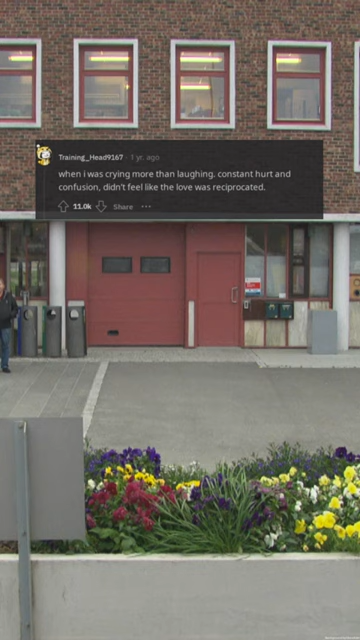 Training_Head9167 · 1 yr. ago
when i was crying more than laughing. constant hurt and
confusion, didn't feel like the love was reciprocated.
11.0k Share ···